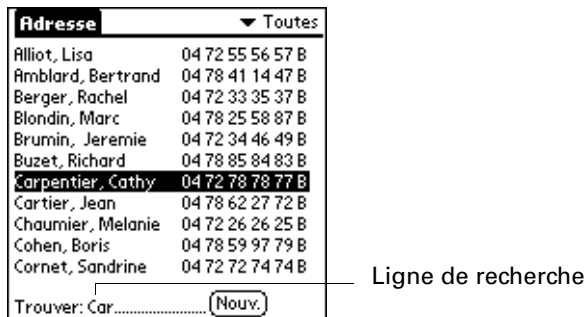 Adresse ▼ Toutes
Alliot, Lisa 04 72 55 56 57 B
Amblard, Bertrand 04 78 41 14 47 B
Berger, Rachel 04 72 33 35 37 B
Blondin, Marc 04 78 25 58 87 B
Brumin, Jeremie 04 72 34 46 49 B
Buzet, Richard 04 78 85 84 83 B
Carpentier, Cathy 04 72 78 78 77 B
Cartier, Jean 04 78 62 27 72 B
Chaumier, Melanie 04 72 26 26 25 B
Cohen, Boris 04 78 59 97 79 B
Cornet, Sandrine 04 72 72 74 74 B
Trouver: Car....................... Nouv.
Ligne de recherche